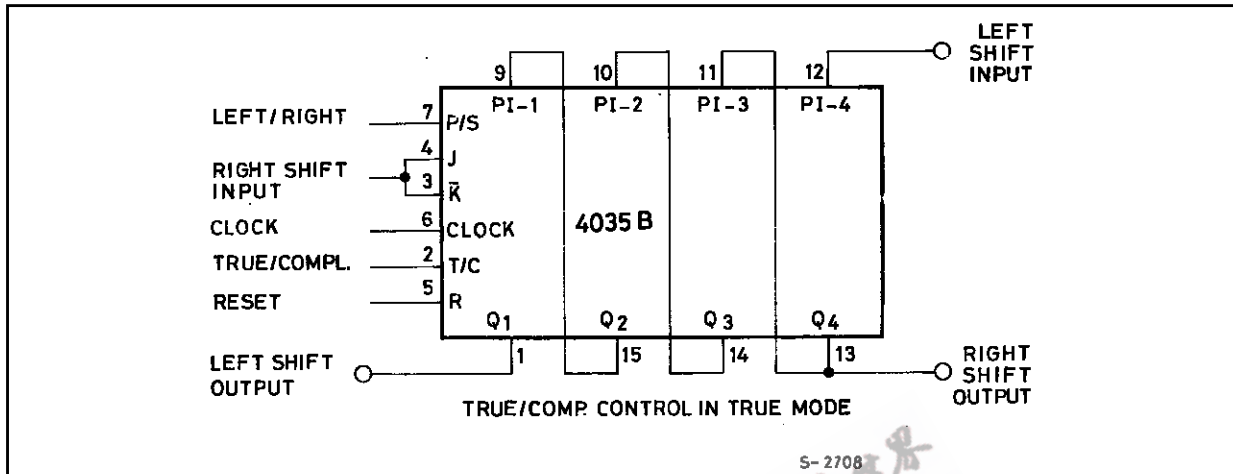 LEFT
SHIFT
INPUT
9 10 11 12
PI-1 PI-2 PI-3 PI-4
LEFT/RIGHT 7 P/S
4 J
RIGHT SHIFT
INPUT
3 K̄
CLOCK 6 CLOCK
4035 B
TRUE/COMPL. 2 T/C
RESET 5 R
Q1 Q2 Q3 Q4
1 15 14 13
LEFT SHIFT
OUTPUT
RIGHT
SHIFT
OUTPUT
TRUE/COMP. CONTROL IN TRUE MODE
S-2708